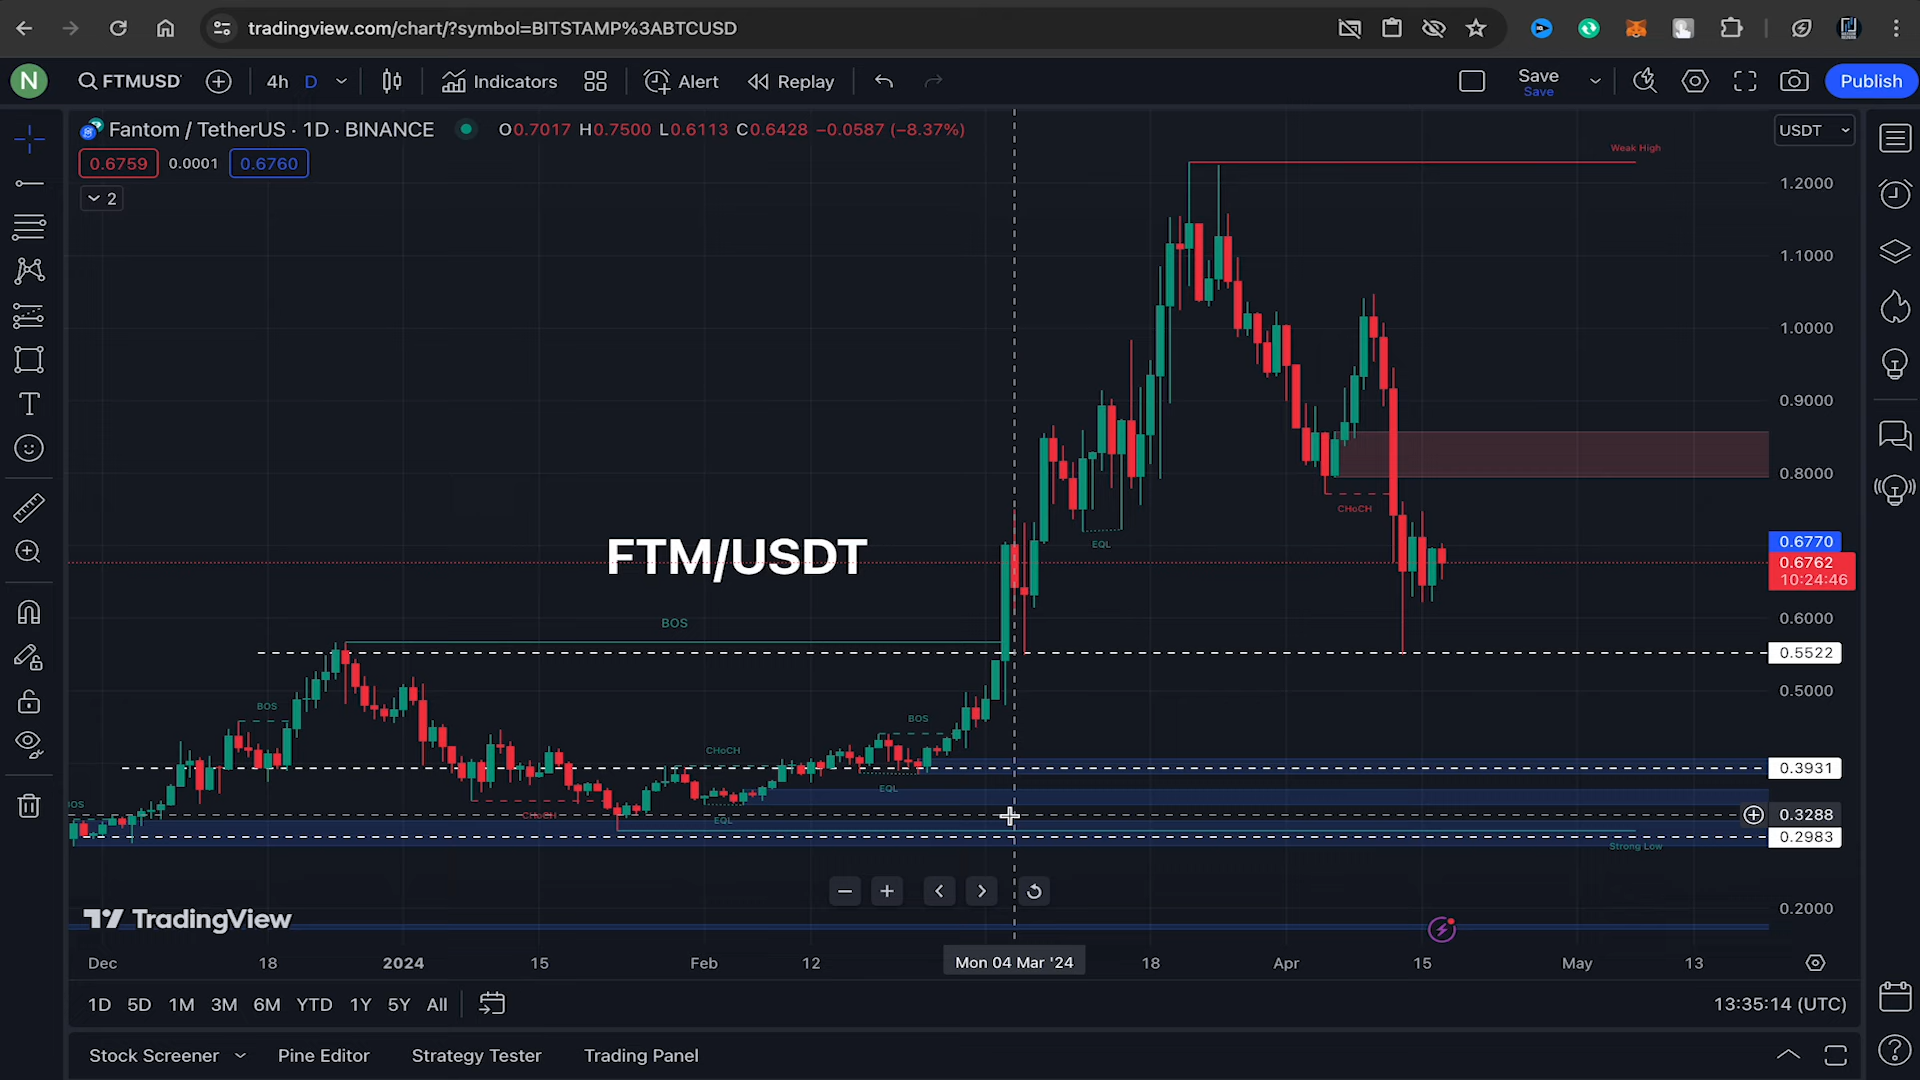 tradingview.com/chart/?symbol=BITSTAMP%3ABTCUSD
N FTMUSD 4h D Indicators Alert Replay Save Publish
Save
Fantom / TetherUS · 1D · BINANCE O0.7017 H0.7500 L0.6113 C0.6428 −0.0587 (−8.37%) USDT
Weak High
0.6759 0.0001 0.6760
2
1.2000
1.1000
1.0000
0.9000
0.8000
CHoCH
EQL
0.6770
FTM/USDT
0.6762
10:24:46
0.6000
BOS
0.5522
0.5000
BOS
BOS
CHoCH
0.3931
EQL
BOS
CHoCH
EQL
0.3288
0.2983
Strong Low
TradingView
0.2000
Dec 18 2024 15 Feb 12 Mon 04 Mar '24 18 Apr 15 May 13
1D 5D 1M 3M 6M YTD 1Y 5Y All 13:35:14 (UTC)
Stock Screener Pine Editor Strategy Tester Trading Panel